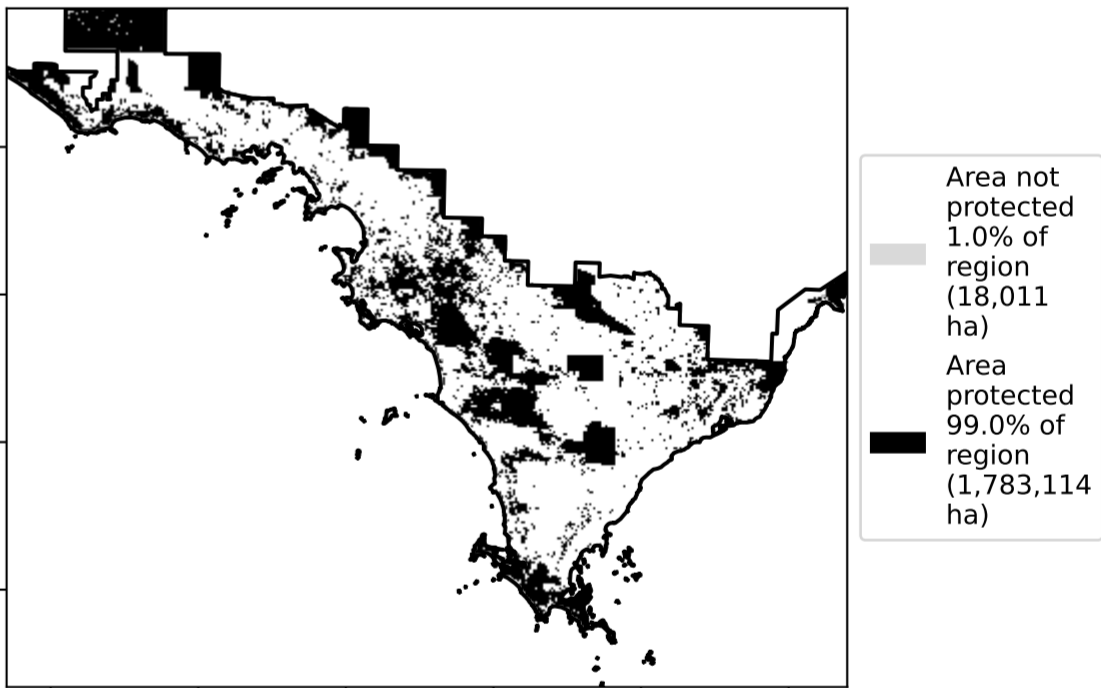 Area not
protected
1.0% of
region
(18,011
ha)
Area
protected
99.0% of
region
(1,783,114
ha)